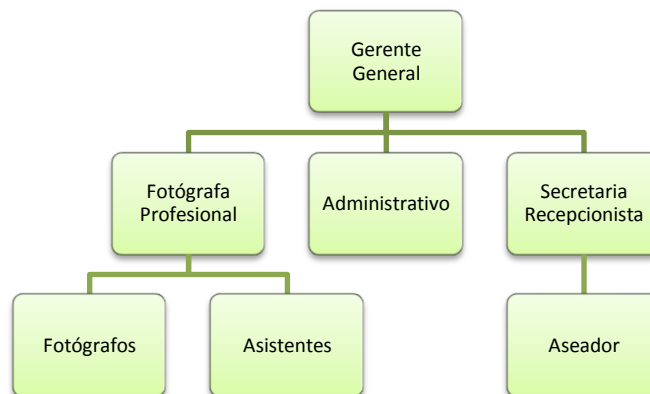 Gerente
General
Fotógrafa
Profesional
Administrativo
Secretaria
Recepcionista
Fotógrafos
Asistentes
Aseador